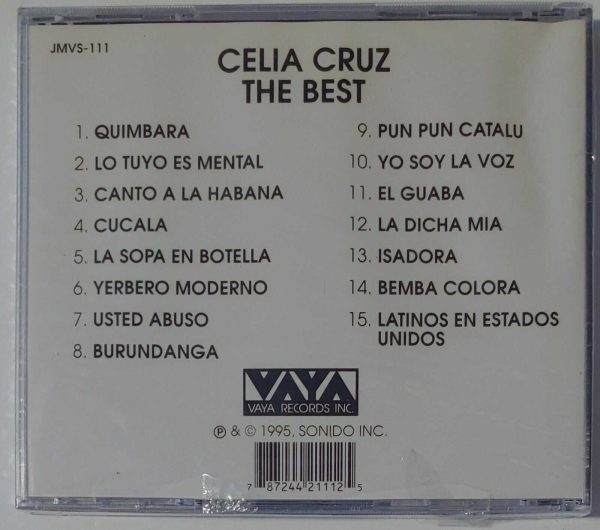 JMVS-111
CELIA CRUZ
THE BEST
1. QUIMBARA
2. LO TUYO ES MENTAL
3. CANTO A LA HABANA
4. CUCALA
5. LA SOPA EN BOTELLA
6. YERBERO MODERNO
7. USTED ABUSO
8. BURUNDANGA
9. PUN PUN CATALU
10. YO SOY LA VOZ
11. EL GUABA
12. LA DICHA MIA
13. ISADORA
14. BEMBA COLORA
15. LATINOS EN ESTADOS
UNIDOS
VAYA
VAYA RECORDS INC.
℗ & © 1995, SONIDO INC.
7 87244 21112 5